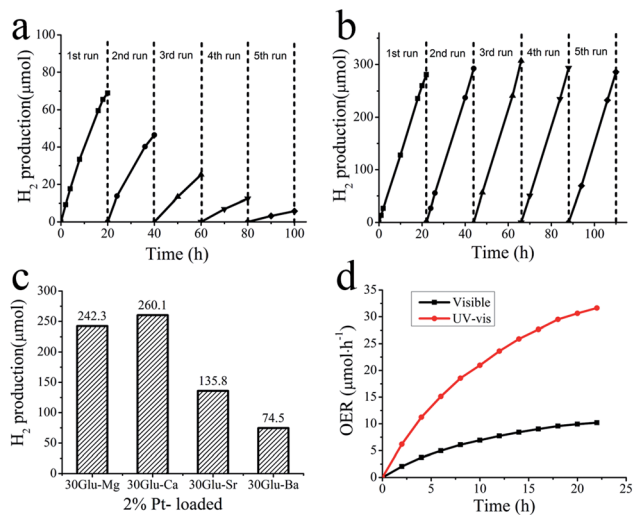 a
1st run 2nd run 3rd run 4th run 5th run
H2 production(μmol)
100
80
60
40
20
0
0 20 40 60 80 100
Time (h)
b
1st run 2nd run 3rd run 4th run 5th run
H2 production(μmol)
300
200
100
0
0 20 40 60 80 100
Time (h)
c
H2 production(μmol)
300
250
200
150
100
50
0
242.3
260.1
135.8
74.5
30Glu-Mg 30Glu-Ca 30Glu-Sr 30Glu-Ba
2% Pt- loaded
d
Visible
UV-vis
OER (μmol·h-1)
35
30
25
20
15
10
5
0
0 5 10 15 20 25
Time (h)